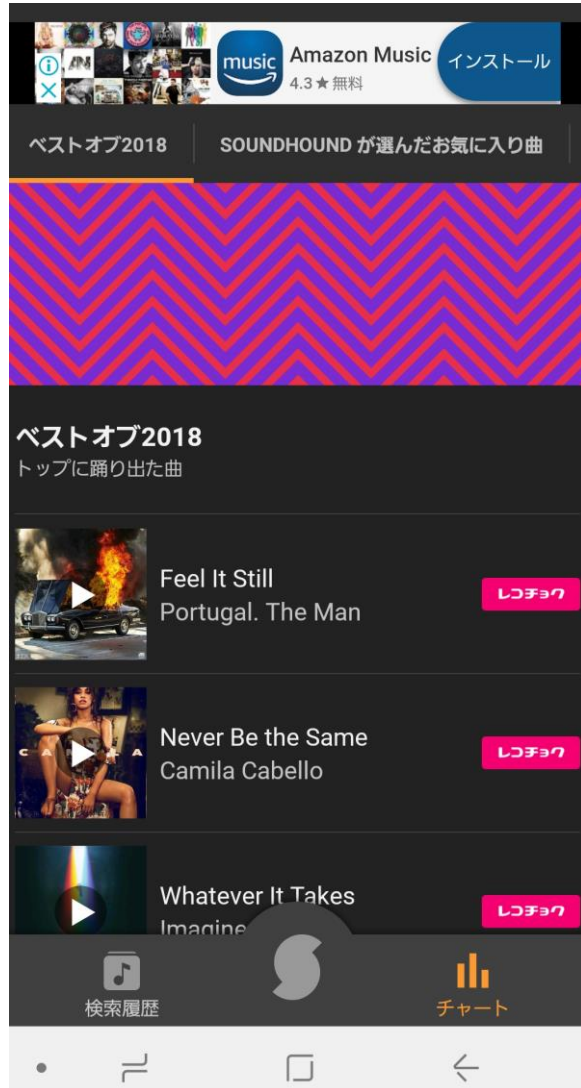 music
Amazon Music
4.3★無料
インストール
ベストオブ2018
SOUNDHOUND が選んだお気に入り曲
ベストオブ2018
トップに踊り出た曲
Feel It Still
Portugal. The Man
レコチョク
Never Be the Same
Camila Cabello
CAMILA
レコチョク
Whatever It Takes
Imagine
レコチョク
検索履歴
チャート